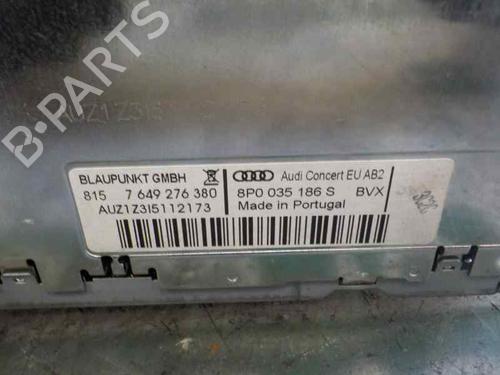 B-PARTS
AUZ1Z3I5
BLAUPUNKT GMBH
815 7 649 276 380
AUZ1Z3I5112173
Audi Concert EU AB2
8P0 035 186 S BVX
Made in Portugal